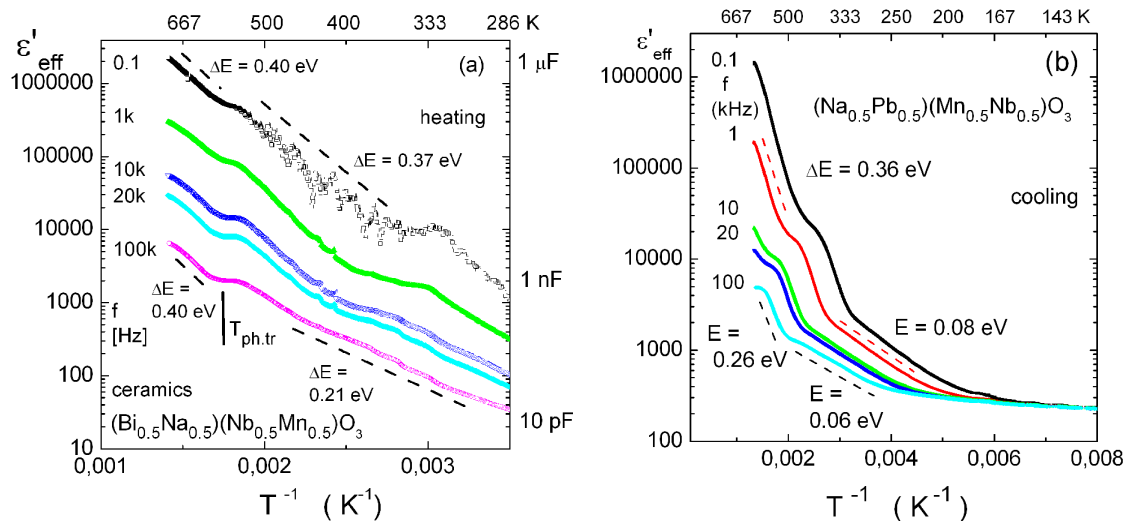 667 500 400 333 286 K
ε'eff
(a)
1 μF
0.1
ΔE = 0.40 eV
1000000
heating
1k
100000
ΔE = 0.37 eV
10k
10000
20k
1 nF
100k
1000
ΔE =
0.40 eV
f
[Hz]
Tph.tr
100
ΔE =
0.21 eV
ceramics
10 pF
(Bi0.5Na0.5)(Nb0.5Mn0.5)O3
10
0,001 0,002 0,003
T-1 ( K-1)
667 500 333 250 200 167 143 K
ε'eff
(b)
0.1
1000000
f
(kHz)
(Na0.5Pb0.5)(Mn0.5Nb0.5)O3
1
100000
ΔE = 0.36 eV
cooling
10
20
10000
100
E = 0.08 eV
E =
0.26 eV
1000
E =
0.06 eV
100
0,002 0,004 0,006 0,008
T-1 ( K-1)